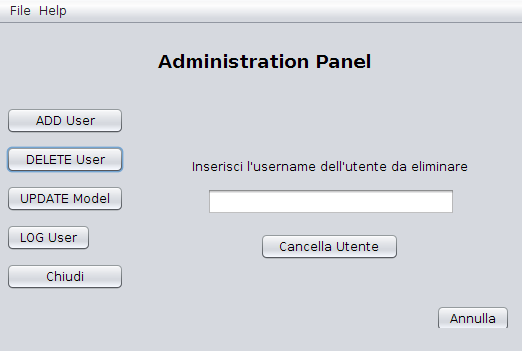 File Help
Administration Panel
ADD User
DELETE User
Inserisci l'username dell'utente da eliminare
UPDATE Model
LOG User
Cancella Utente
Chiudi
Annulla